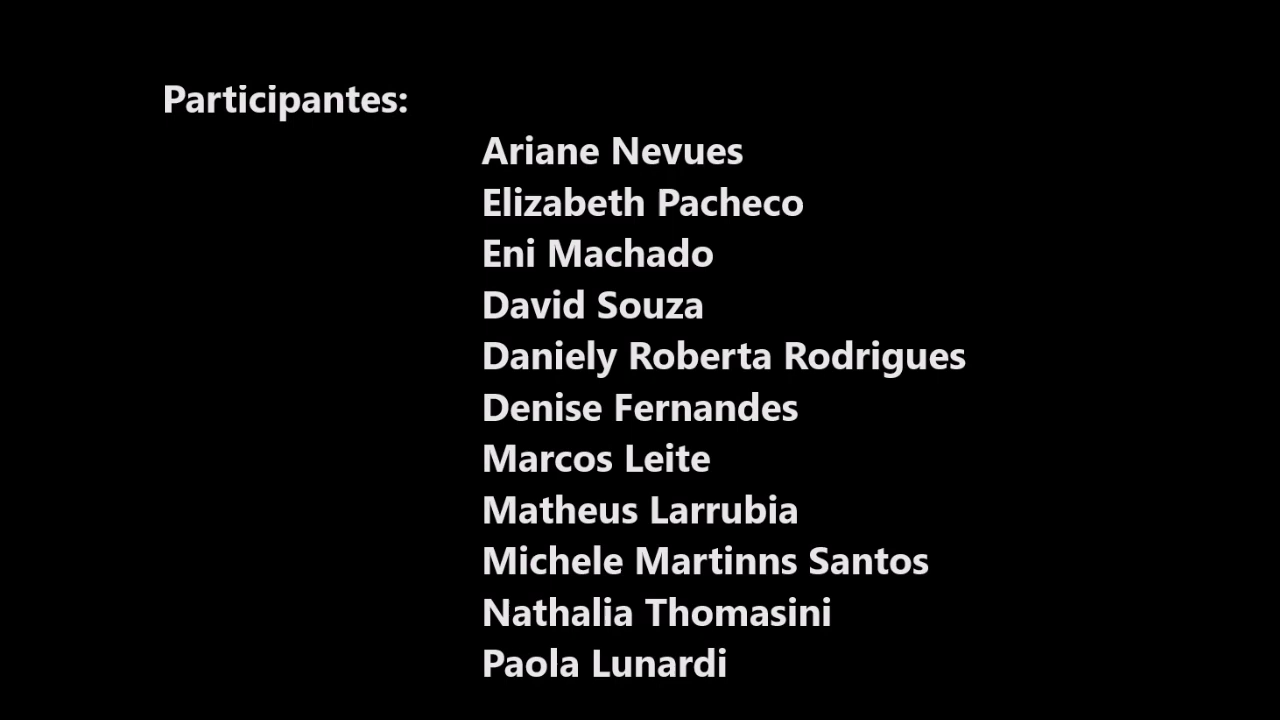 Participantes:
Ariane Nevues
Elizabeth Pacheco
Eni Machado
David Souza
Daniely Roberta Rodrigues
Denise Fernandes
Marcos Leite
Matheus Larrubia
Michele Martinns Santos
Nathalia Thomasini
Paola Lunardi